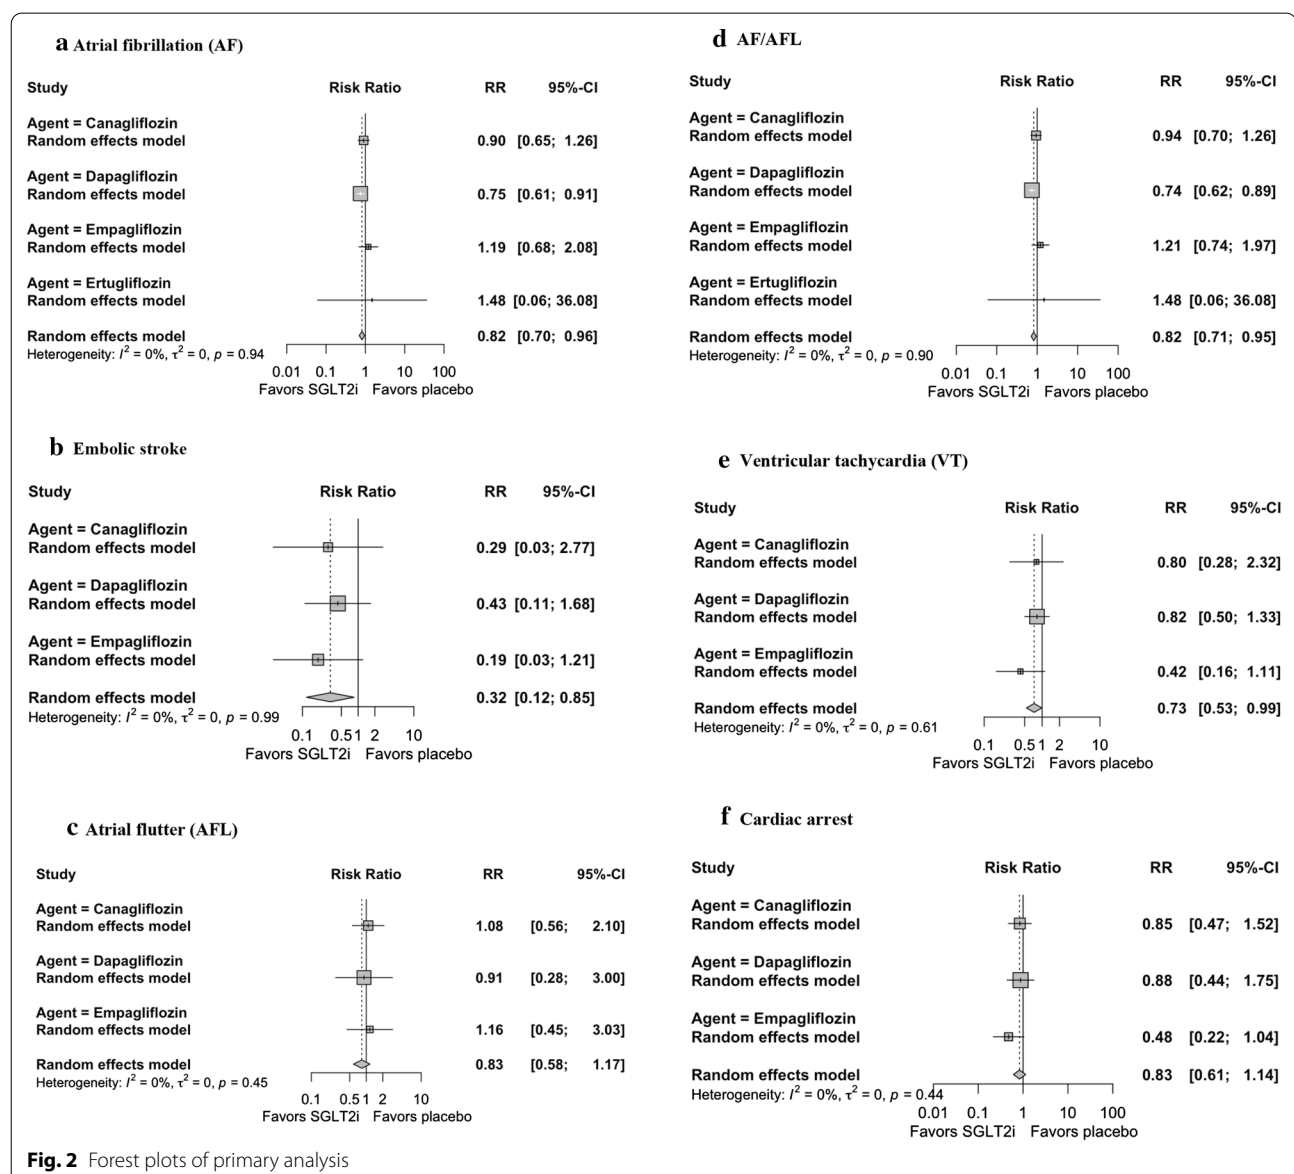 a Atrial fibrillation (AF)
Study Risk Ratio RR 95%-CI
Agent = Canagliflozin
Random effects model 0.90 [0.65; 1.26]
Agent = Dapagliflozin
Random effects model 0.75 [0.61; 0.91]
Agent = Empagliflozin
Random effects model 1.19 [0.68; 2.08]
Agent = Ertugliflozin
Random effects model 1.48 [0.06; 36.08]
Random effects model 0.82 [0.70; 0.96]
Heterogeneity: I² = 0%, τ² = 0, p = 0.94
0.01 0.1 1 10 100
Favors SGLT2i Favors placebo
b Embolic stroke
Study Risk Ratio RR 95%-CI
Agent = Canagliflozin
Random effects model 0.29 [0.03; 2.77]
Agent = Dapagliflozin
Random effects model 0.43 [0.11; 1.68]
Agent = Empagliflozin
Random effects model 0.19 [0.03; 1.21]
Random effects model 0.32 [0.12; 0.85]
Heterogeneity: I² = 0%, τ² = 0, p = 0.99
0.1 0.5 1 2 10
Favors SGLT2i Favors placebo
c Atrial flutter (AFL)
Study Risk Ratio RR 95%-CI
Agent = Canagliflozin
Random effects model 1.08 [0.56; 2.10]
Agent = Dapagliflozin
Random effects model 0.91 [0.28; 3.00]
Agent = Empagliflozin
Random effects model 1.16 [0.45; 3.03]
Random effects model 0.83 [0.58; 1.17]
Heterogeneity: I² = 0%, τ² = 0, p = 0.45
0.1 0.5 1 2 10
Favors SGLT2i Favors placebo
d AF/AFL
Study Risk Ratio RR 95%-CI
Agent = Canagliflozin
Random effects model 0.94 [0.70; 1.26]
Agent = Dapagliflozin
Random effects model 0.74 [0.62; 0.89]
Agent = Empagliflozin
Random effects model 1.21 [0.74; 1.97]
Agent = Ertugliflozin
Random effects model 1.48 [0.06; 36.08]
Random effects model 0.82 [0.71; 0.95]
Heterogeneity: I² = 0%, τ² = 0, p = 0.90
0.01 0.1 1 10 100
Favors SGLT2i Favors placebo
e Ventricular tachycardia (VT)
Study Risk Ratio RR 95%-CI
Agent = Canagliflozin
Random effects model 0.80 [0.28; 2.32]
Agent = Dapagliflozin
Random effects model 0.82 [0.50; 1.33]
Agent = Empagliflozin
Random effects model 0.42 [0.16; 1.11]
Random effects model 0.73 [0.53; 0.99]
Heterogeneity: I² = 0%, τ² = 0, p = 0.61
0.1 0.5 1 2 10
Favors SGLT2i Favors placebo
f Cardiac arrest
Study Risk Ratio RR 95%-CI
Agent = Canagliflozin
Random effects model 0.85 [0.47; 1.52]
Agent = Dapagliflozin
Random effects model 0.88 [0.44; 1.75]
Agent = Empagliflozin
Random effects model 0.48 [0.22; 1.04]
Random effects model 0.83 [0.61; 1.14]
Heterogeneity: I² = 0%, τ² = 0, p = 0.44
0.01 0.1 1 10 100
Favors SGLT2i Favors placebo
Fig. 2 Forest plots of primary analysis